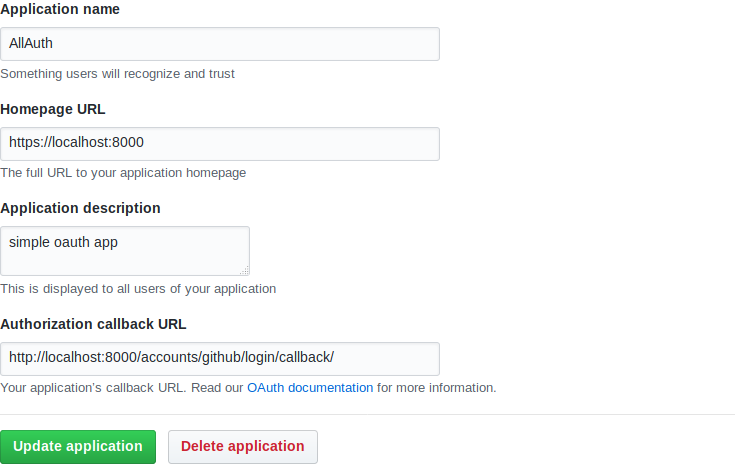 Application name
AllAuth
Something users will recognize and trust
Homepage URL
https://localhost:8000
The full URL to your application homepage
Application description
simple oauth app
This is displayed to all users of your application
Authorization callback URL
http://localhost:8000/accounts/github/login/callback/
Your application's callback URL. Read our OAuth documentation for more information.
Update application Delete application